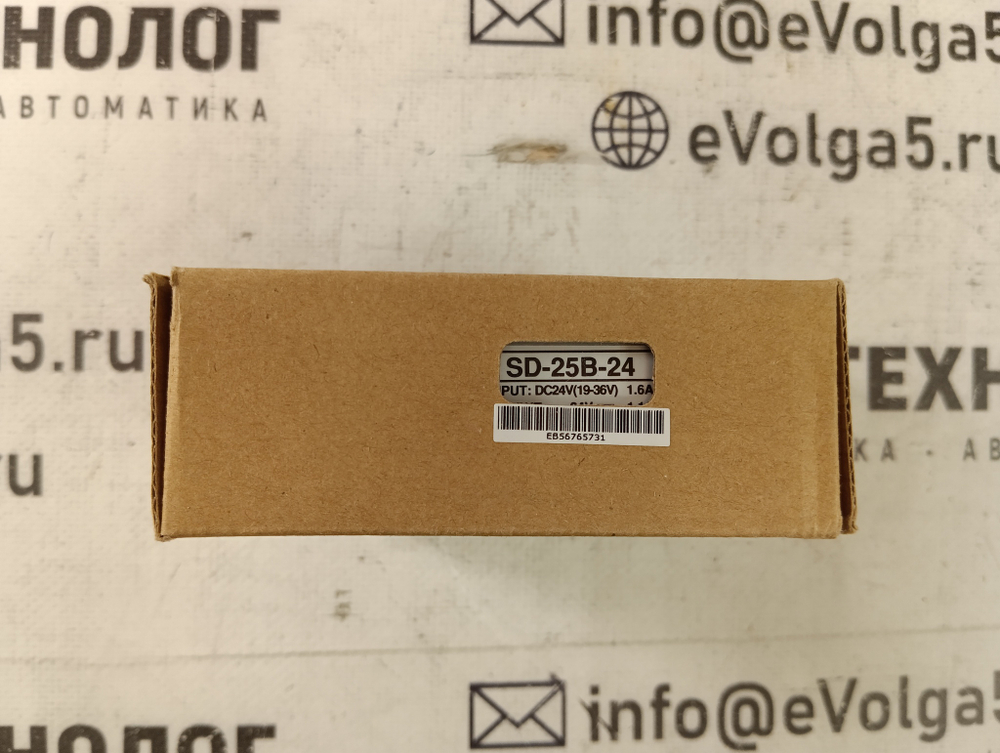 НОЛОГ
АВТОМАТИКА
info@eVolga5
eVolga5.ru
5.ru
SD-25B-24
PUT: DC24V(19-36V) 1.6A
EB56765731
ТЕХН
КА · АВ
ru
info@eVolga5
НОЛОГ